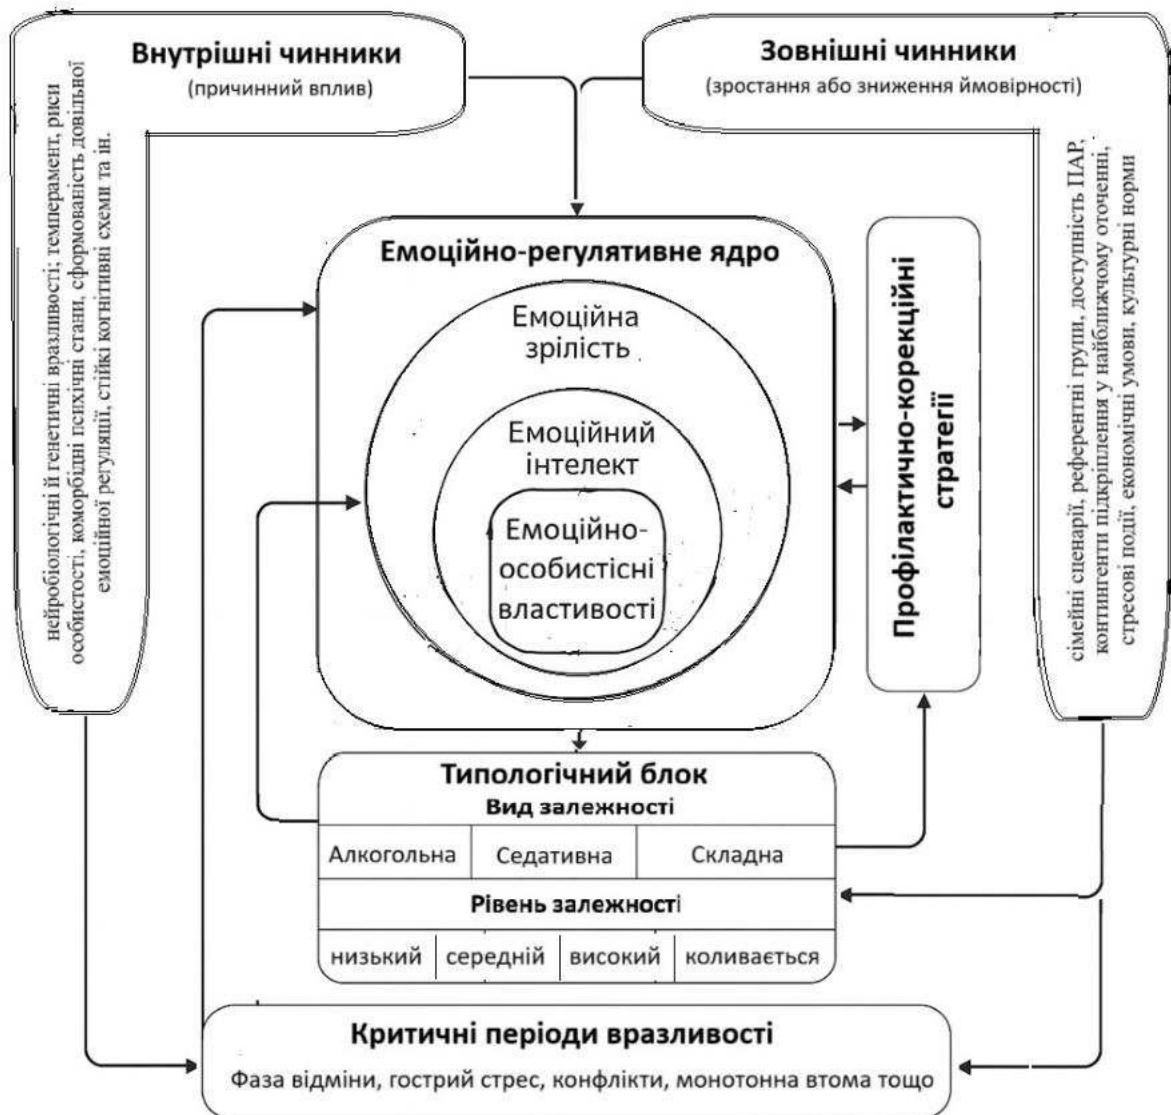 Внутрішні чинники
(причинний вплив)
нейробіологічні й генетичні вразливості; темперамент, риси
особистості, коморбідні психічні стани, сформованість довільної
емоційної регуляції, стійкі когнітивні схеми та ін.
Зовнішні чинники
(зростання або зниження ймовірності)
сімейні сценарії, референтні групи, доступність ПАР,
контингенти підкріплення у найближчому оточенні,
стресові події, економічні умови, культурні норми
Емоційно-регулятивне ядро
Емоційна
зрілість
Емоційний
інтелект
Емоційно-
особистісні
властивості
Профілактично-корекційні
стратегії
Типологічний блок
Вид залежності
Алкогольна Седативна Складна
Рівень залежності
низький середній високий коливається
Критичні періоди вразливості
Фаза відміни, гострий стрес, конфлікти, монотонна втома тощо